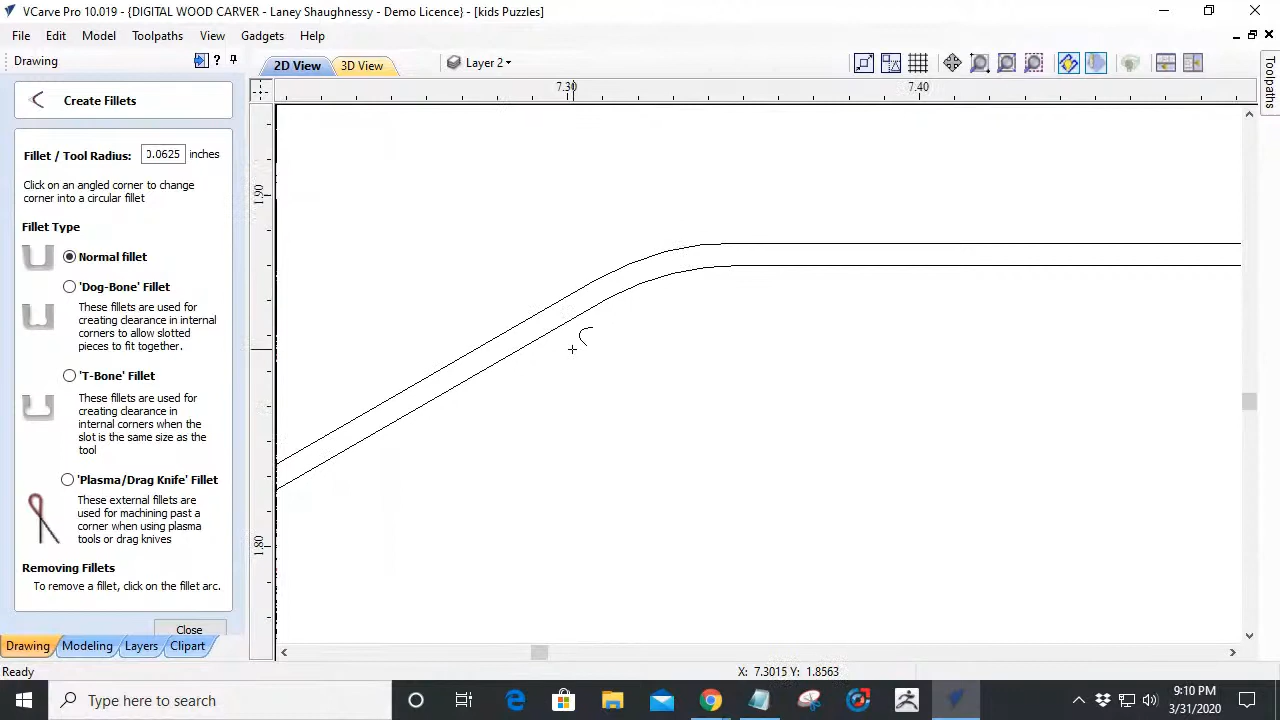 VCarve Pro 10.019 - {DIGITAL WOOD CARVER - Laney Shaughnessy - Demo Licence} - [kids Puzzles]
File Edit Model Toolpaths View Gadgets Help
Drawing ?
2D View 3D View Layer 2
Toolpaths
Create Fillets
7.30 7.40
Fillet / Tool Radius: 0.0625 inches
Click on an angled corner to change
corner into a circular fillet
1.90
Fillet Type
Normal fillet
'Dog-Bone' Fillet
These fillets are used for
creating clearance in internal
corners to allow slotted
pieces to fit together.
'T-Bone' Fillet
These fillets are used for
creating clearance in
internal corners when the
slot is the same size as the
tool
'Plasma/Drag Knife' Fillet
These external fillets are
used for machining past a
corner when using plasma
tools or drag knives
1.80
Removing Fillets
To remove a fillet, click on the fillet arc.
Close
Drawing Modeling Layers Clipart
Ready X: 7.3015 Y: 1.8563
Type here to search
9:10 PM
3/31/2020